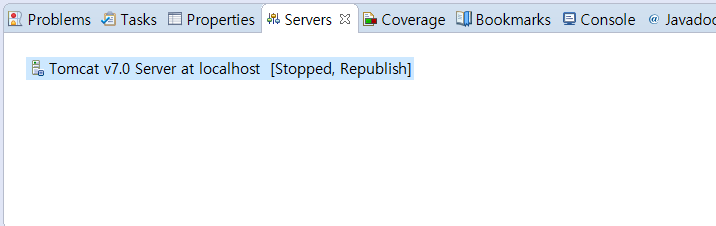 Problems Tasks Properties Servers Coverage Bookmarks Console @ Javadoc
Tomcat v7.0 Server at localhost [Stopped, Republish]